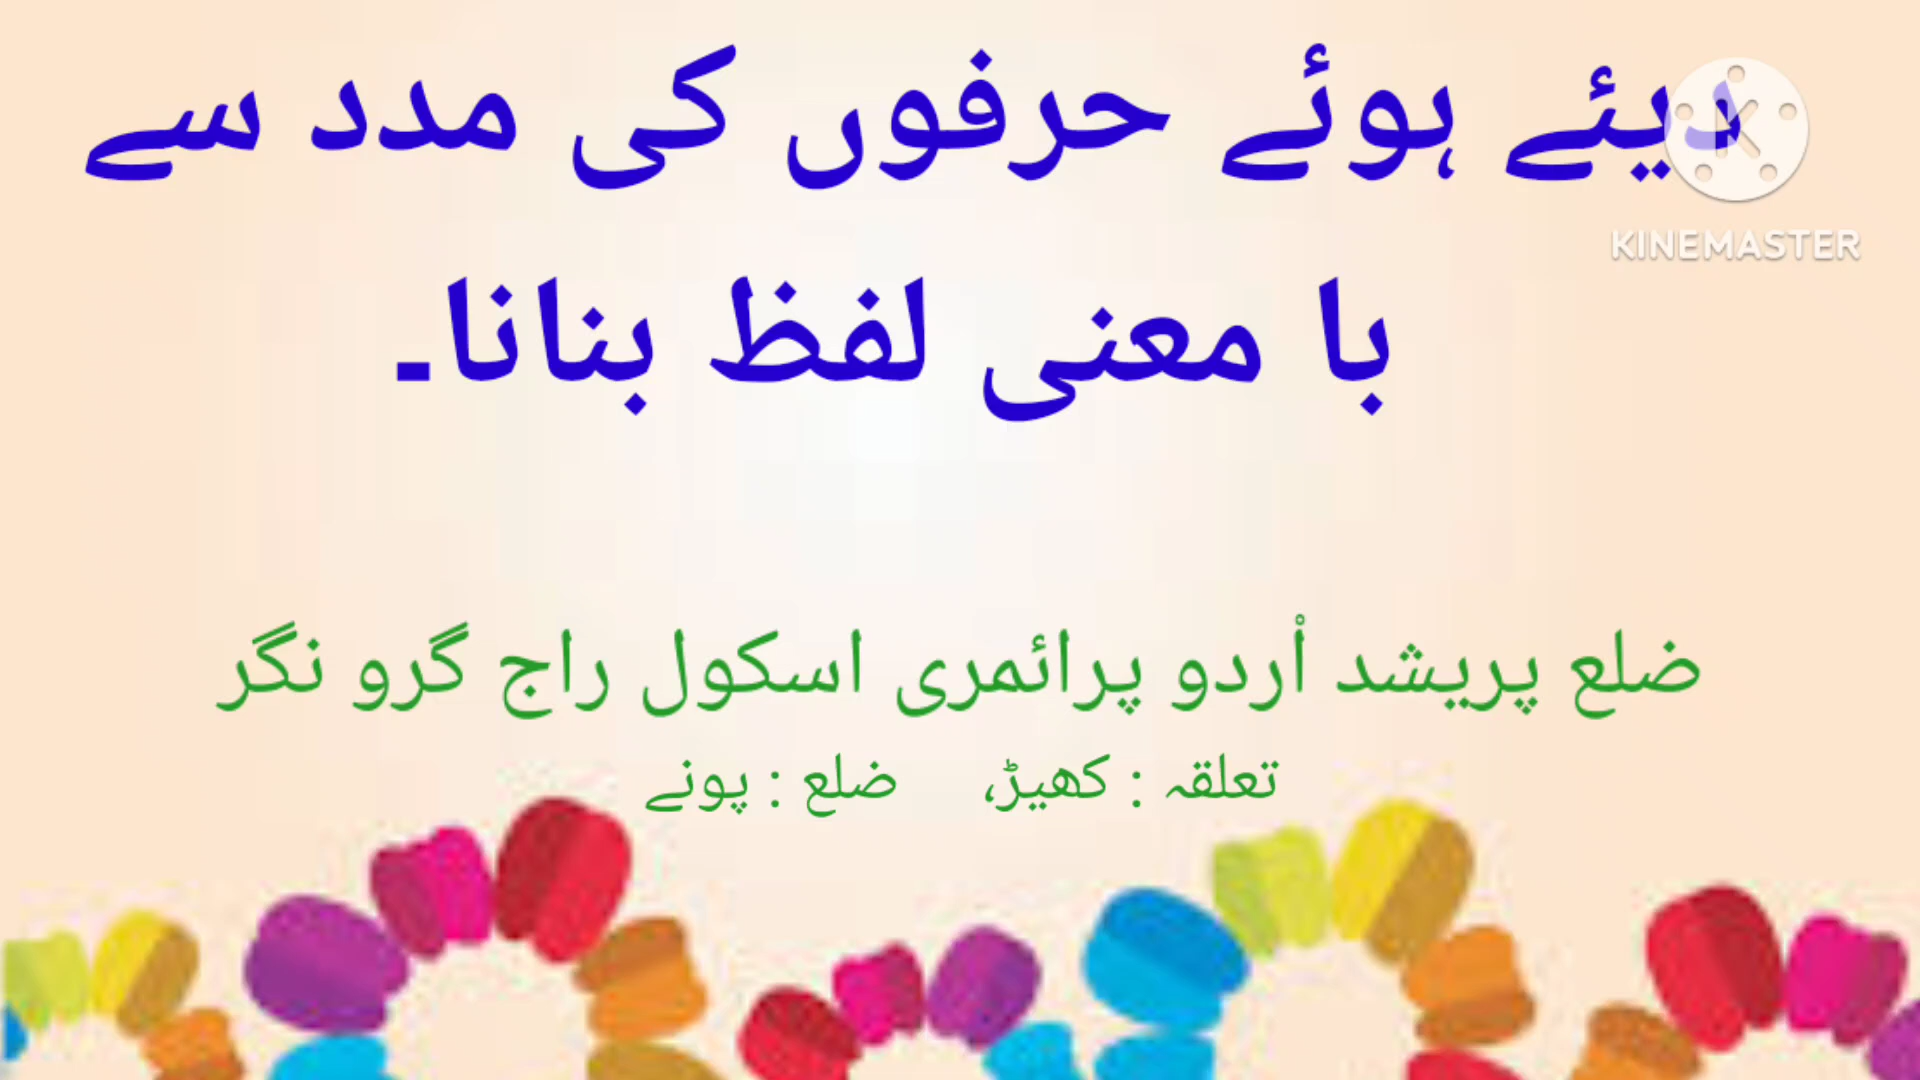 دیئے ہوئے حرفوں کی مدد سے
با معنی لفظ بنانا۔
KINEMASTER
ضلع پریشد اْردو پرائمری اسکول راج گرو نگر
تعلقہ : کھیڑ، ضلع : پونے